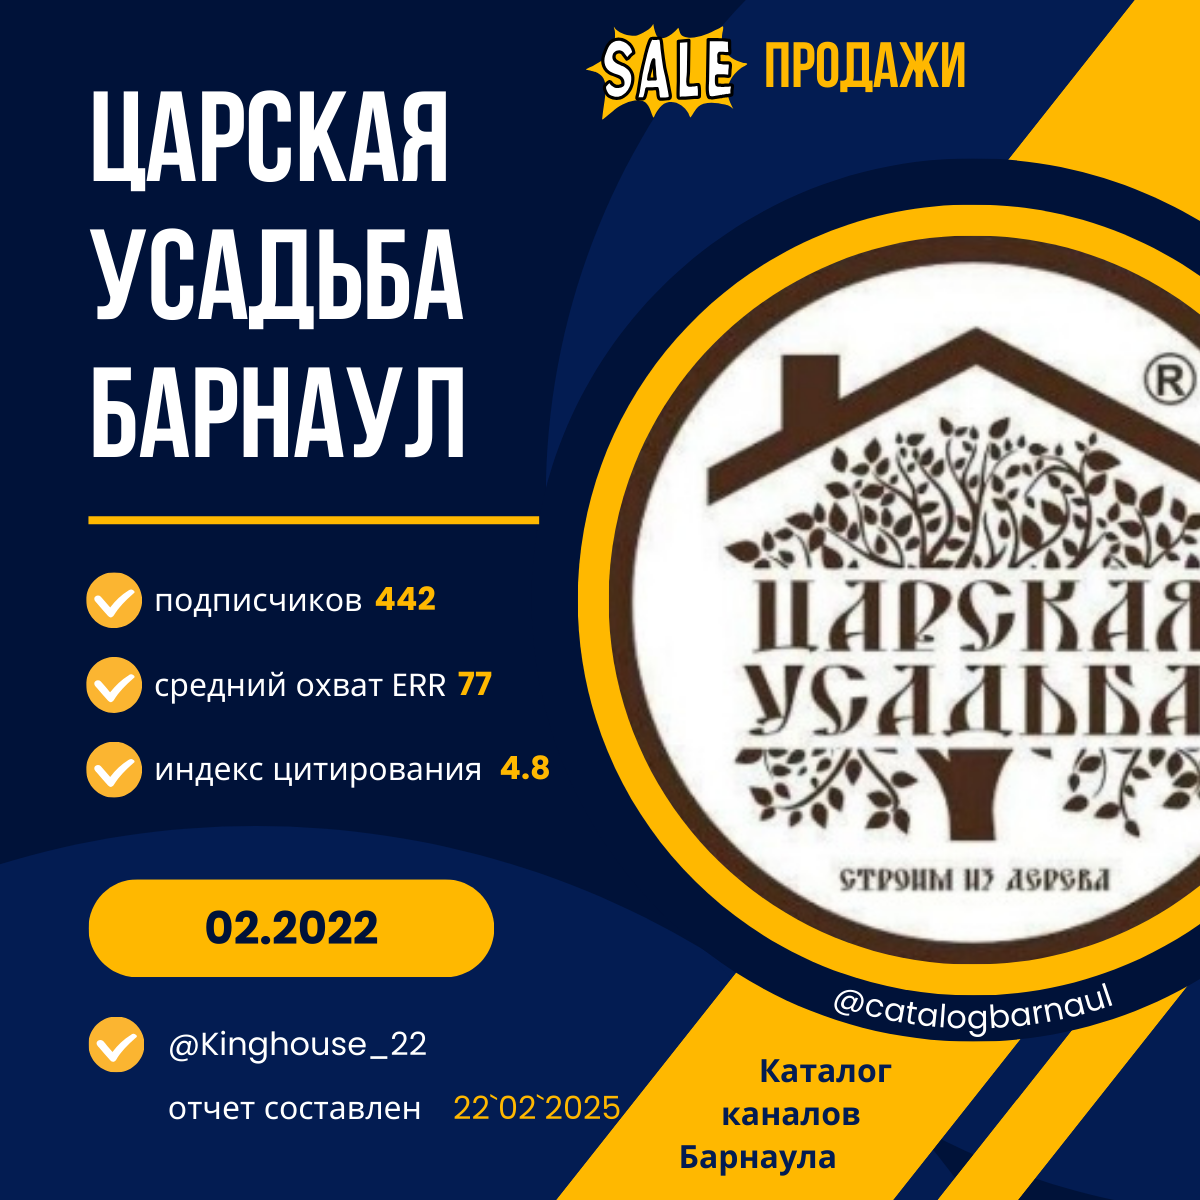 SALE ПРОДАЖИ
ЦАРСКАЯ
УСАДЬБА
БАРНАУЛ
подписчиков 442
средний охват ERR 77
индекс цитирования 4.8
02.2022
@Kinghouse_22
отчет составлен 22`02`2025
®
ЦАРСКАЯ
УСАДЬБА
СТРОИМ ИЗ ДЕРЕВА
@catalogbarnaul
Каталог
каналов
Барнаула